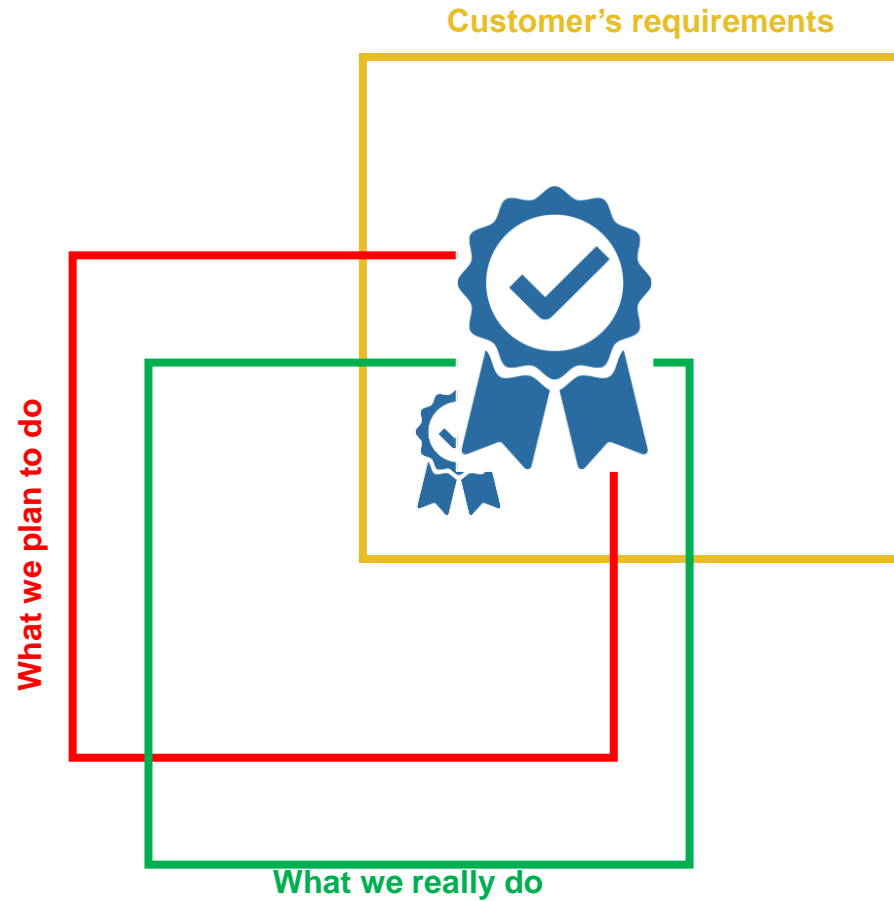 Customer’s requirements
What we plan to do
What we really do